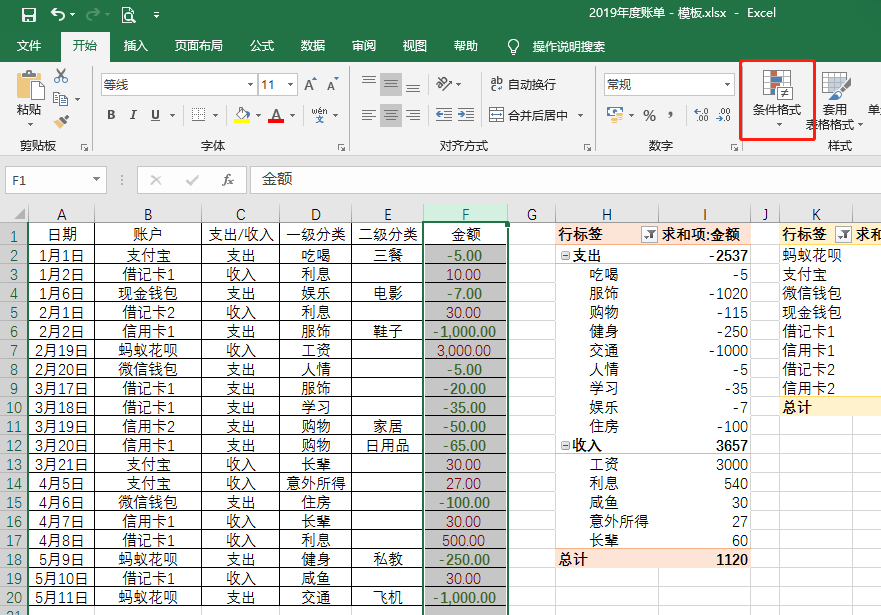 2019年度账单 - 模板.xlsx - Excel
文件 开始 插入 页面布局 公式 数据 审阅 视图 帮助 操作说明搜索
等线 11 A A ab 自动换行 常规
粘贴 B I U A wén 文 合并后居中 % 条件格式 套用 表格格式 单
剪贴板 字体 对齐方式 数字 样式
F1 fx 金额
A B C D E F G H I J K
1 日期 账户 支出/收入 一级分类 二级分类 金额 行标签 求和项:金额 行标签 求和
2 1月1日 支付宝 支出 吃喝 三餐 -5.00 支出 -2537 蚂蚁花呗
3 1月2日 借记卡1 收入 利息 10.00 吃喝 -5 支付宝
4 1月6日 现金钱包 支出 娱乐 电影 -7.00 服饰 -1020 微信钱包
5 2月1日 借记卡2 收入 利息 30.00 购物 -115 现金钱包
6 2月2日 信用卡1 支出 服饰 鞋子 -1,000.00 健身 -250 借记卡1
7 2月19日 蚂蚁花呗 收入 工资 3,000.00 交通 -1000 信用卡1
8 2月20日 微信钱包 支出 人情 -5.00 人情 -5 借记卡2
9 3月17日 借记卡1 支出 服饰 -20.00 学习 -35 信用卡2
10 3月18日 借记卡1 支出 学习 -35.00 娱乐 -7 总计
11 3月19日 信用卡2 支出 购物 家居 -50.00 住房 -100
12 3月20日 信用卡1 支出 购物 日用品 -65.00 收入 3657
13 3月21日 支付宝 收入 长辈 30.00 工资 3000
14 4月5日 支付宝 收入 意外所得 27.00 利息 540
15 4月6日 微信钱包 支出 住房 -100.00 咸鱼 30
16 4月7日 信用卡1 收入 长辈 30.00 意外所得 27
17 4月8日 借记卡1 收入 利息 500.00 长辈 60
18 5月9日 蚂蚁花呗 支出 健身 私教 -250.00 总计 1120
19 5月10日 借记卡1 收入 咸鱼 30.00
20 5月11日 蚂蚁花呗 支出 交通 飞机 -1,000.00